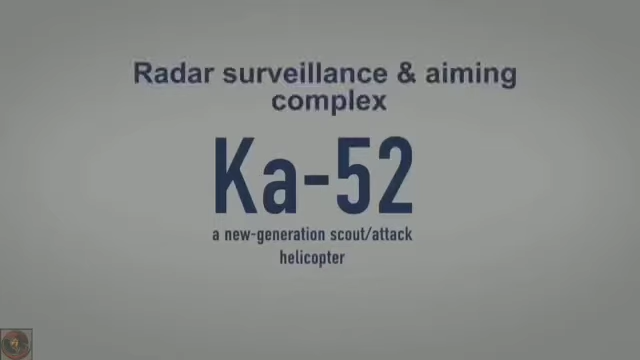 Radar surveillance & aiming
complex
Ka-52
a new-generation scout/attack
helicopter